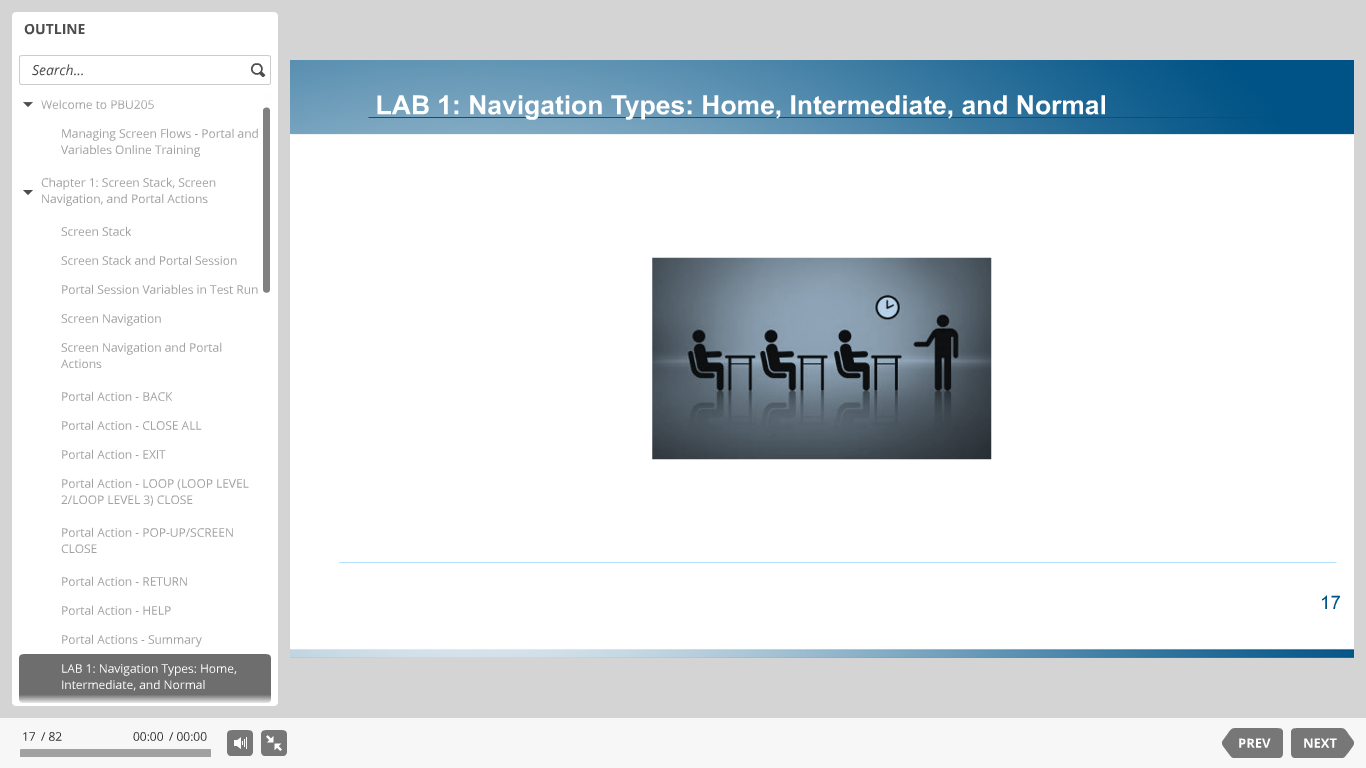 OUTLINE
Search...
Welcome to PBU205
Managing Screen Flows - Portal and
Variables Online Training
Chapter 1: Screen Stack, Screen
Navigation, and Portal Actions
Screen Stack
Screen Stack and Portal Session
Portal Session Variables in Test Run
Screen Navigation
Screen Navigation and Portal
Actions
Portal Action - BACK
Portal Action - CLOSE ALL
Portal Action - EXIT
Portal Action - LOOP (LOOP LEVEL
2/LOOP LEVEL 3) CLOSE
Portal Action - POP-UP/SCREEN
CLOSE
Portal Action - RETURN
Portal Action - HELP
Portal Actions - Summary
LAB 1: Navigation Types: Home,
Intermediate, and Normal
LAB 1: Navigation Types: Home, Intermediate, and Normal
17
17 / 82
00:00 / 00:00
PREV
NEXT